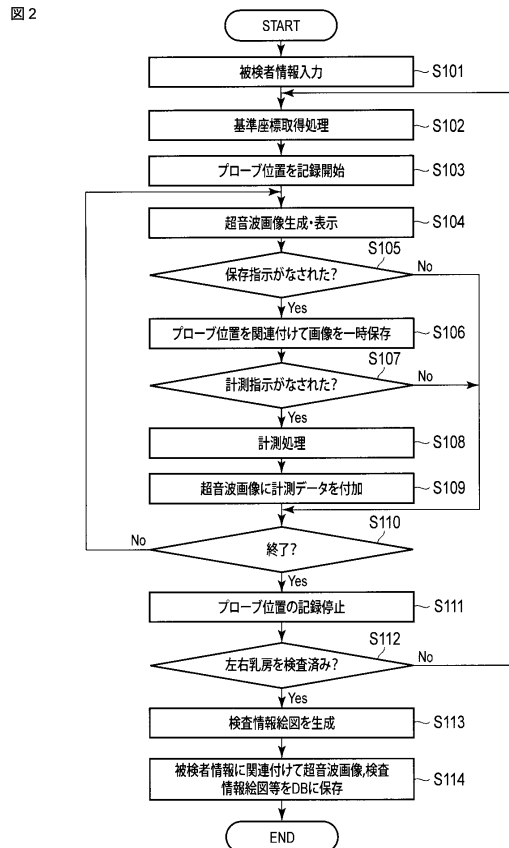 図2
START
被検者情報入力
S101
基準座標取得処理
S102
プローブ位置を記録開始
S103
超音波画像生成・表示
S104
S105
保存指示がなされた?
No
Yes
プローブ位置を関連付けて画像を一時保存
S106
S107
計測指示がなされた?
No
Yes
計測処理
S108
超音波画像に計測データを付加
S109
S110
終了?
No
Yes
プローブ位置の記録停止
S111
S112
左右乳房を検査済み?
No
Yes
検査情報絵図を生成
S113
被検者情報に関連付けて超音波画像,検査
情報絵図等をDBに保存
S114
END